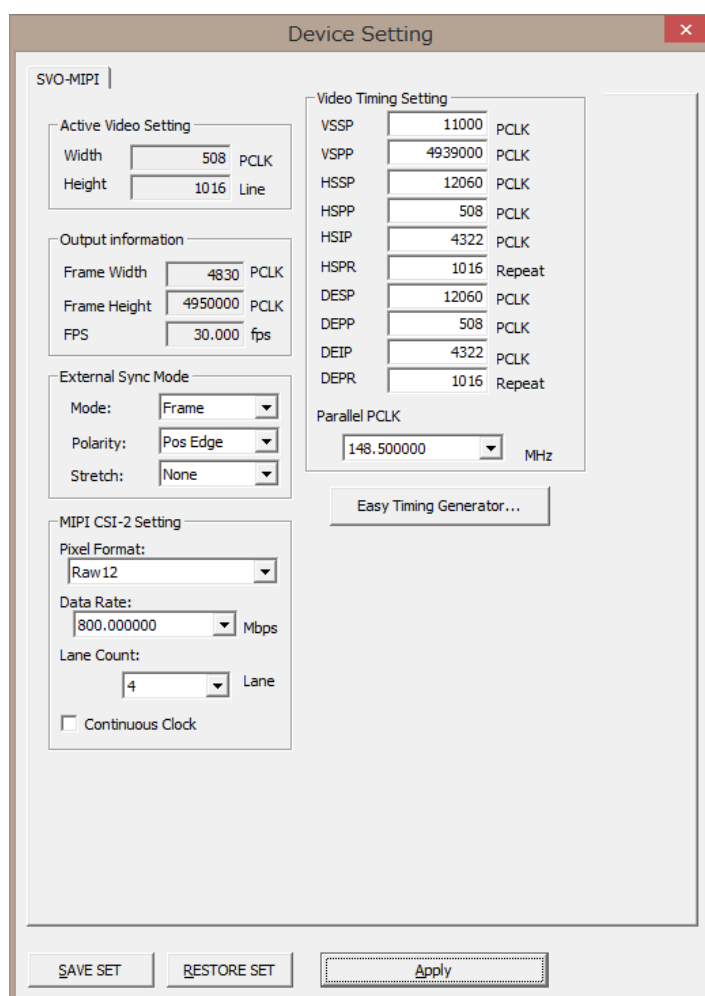 Device Setting
SVO-MIPI
Active Video Setting
Width 508 PCLK
Height 1016 Line
Output information
Frame Width 4830 PCLK
Frame Height 4950000 PCLK
FPS 30.000 fps
External Sync Mode
Mode: Frame
Polarity: Pos Edge
Stretch: None
MIPI CSI-2 Setting
Pixel Format:
Raw12
Data Rate:
800.000000 Mbps
Lane Count:
4 Lane
Continuous Clock
Video Timing Setting
VSSP 11000 PCLK
VSPP 4939000 PCLK
HSSP 12060 PCLK
HSPP 508 PCLK
HSIP 4322 PCLK
HSPR 1016 Repeat
DESP 12060 PCLK
DEPP 508 PCLK
DEIP 4322 PCLK
DEPR 1016 Repeat
Parallel PCLK
148.500000 MHz
Easy Timing Generator...
SAVE SET RESTORE SET Apply